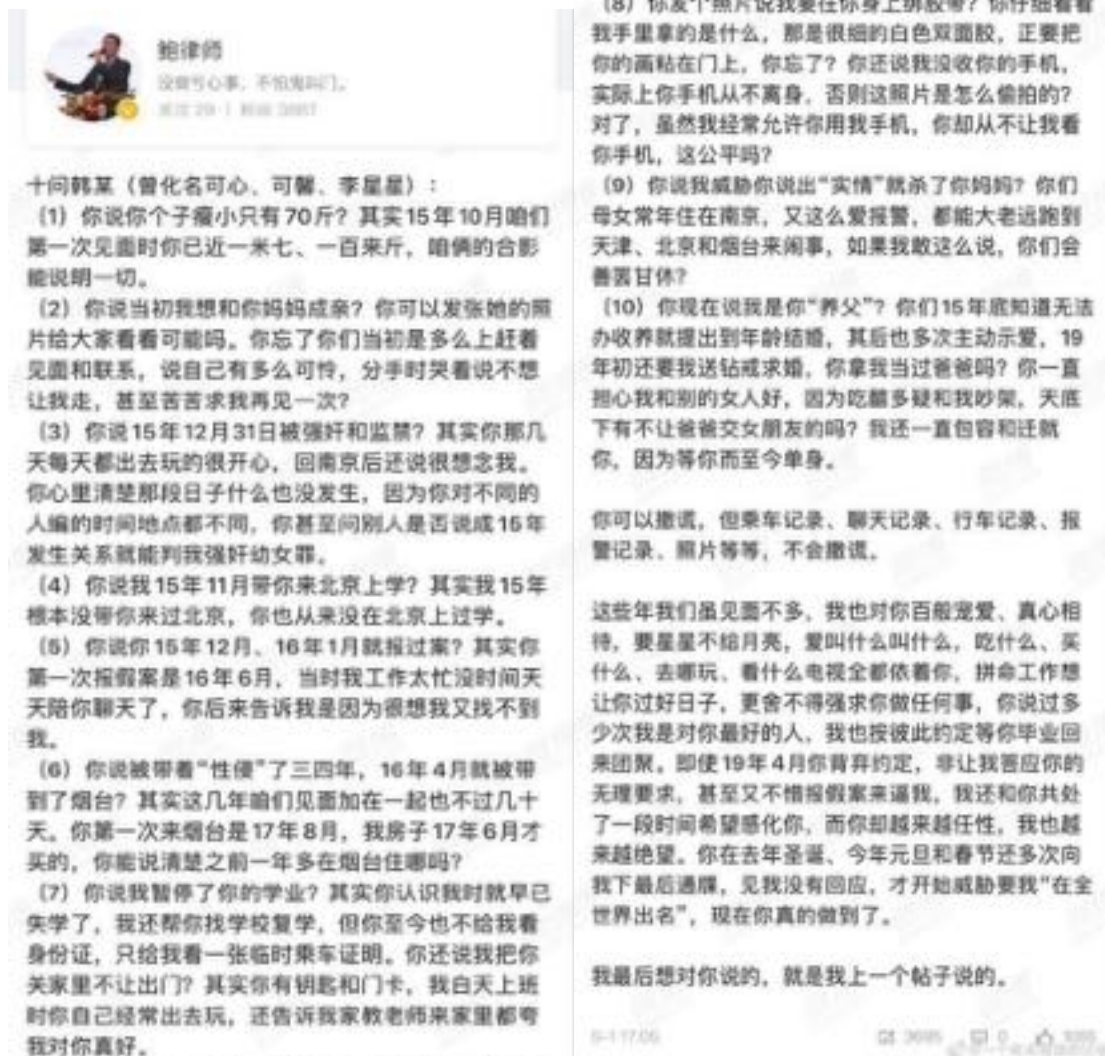 鲍律师
没做亏心事，不怕鬼叫门。
关注 29 | 粉丝 3887
十问韩某（曾化名可心、可馨、李星星）：
（1）你说你个子瘦小只有70斤？其实15年10月咱们
第一次见面时你已近一米七、一百来斤，咱俩的合影
能说明一切。
（2）你说当初我想和你妈妈成亲？你可以发张她的照
片给大家看看可能吗。你忘了你们当初是多么上赶着
见面和联系，说自己有多么可怜，分手时哭着说不想
让我走，甚至苦苦求我再见一次？
（3）你说15年12月31日被强奸和监禁？其实你那几
天每天都出去玩的很开心，回南京后还说很想念我。
你心里清楚那段日子什么也没发生，因为你对不同的
人编的时间地点都不同，你甚至问别人是否说成15年
发生关系就能判我强奸幼女罪。
（4）你说我15年11月带你来北京上学？其实我15年
根本没带你来过北京，你也从来没在北京上过学。
（5）你说你15年12月、16年1月就报过案？其实你
第一次报假案是16年6月，当时我工作太忙没时间天
天陪你聊天了，你后来告诉我是因为很想我又找不到
我。
（6）你说被带着“性侵”了三四年，16年4月就被带
到了烟台？其实这几年咱们见面加在一起也不过几十
天。你第一次来烟台是17年8月，我房子17年6月才
买的，你能说清楚之前一年多在烟台住哪吗？
（7）你说我暂停了你的学业？其实你认识我时就早已
失学了，我还帮你找学校复学，但你至今也不给我看
身份证，只给我看一张临时乘车证明。你还说我把你
关家里不让出门？其实你有钥匙和门卡，我白天上班
时你自己经常出去玩，还告诉我家教老师来家里都夸
我对你真好。
（8）你发个照片说我要往你身上绑胶带？你仔细看看
我手里拿的是什么，那是很细的白色双面胶，正要把
你的画粘在门上，你忘了？你还说我没收你的手机，
实际上你手机从不离身，否则这照片是怎么偷拍的？
对了，虽然我经常允许你用我手机，你却从不让我看
你手机，这公平吗？
（9）你说我威胁你说出“实情”就杀了你妈妈？你们
母女常年住在南京，又这么爱报警，都能大老远跑到
天津、北京和烟台来闹事，如果我敢这么说，你们会
善罢甘休？
（10）你现在说我是你“养父”？你们15年底知道无法
办收养就提出到年龄结婚，其后也多次主动示爱，19
年初还要我送钻戒求婚，你拿我当过爸爸吗？你一直
担心我和别的女人好，因为吃醋多疑和我吵架，天底
下有不让爸爸交女朋友的吗？我还一直包容和迁就
你，因为等你而至今单身。
你可以撒谎，但乘车记录、聊天记录、行车记录、报
警记录、照片等等，不会撒谎。
这些年我们虽见面不多，我也对你百般宠爱、真心相
待，要星星不给月亮，爱叫什么叫什么，吃什么、买
什么、去哪玩、看什么电视全都依着你，拼命工作想
让你过好日子，更舍不得强求你做任何事，你说过多
少次我是对你最好的人，我也按彼此约定等你毕业回
来团聚。即使19年4月你背弃约定，非让我答应你的
无理要求，甚至又不惜报假案来逼我，我还和你共处
了一段时间希望感化你，而你却越来越任性，我也越
来越绝望。你在去年圣诞、今年元旦和春节还多次向
我下最后通牒，见我没有回应，才开始威胁要我“在全
世界出名”，现在你真的做到了。
我最后想对你说的，就是我上一个帖子说的。
3695 0